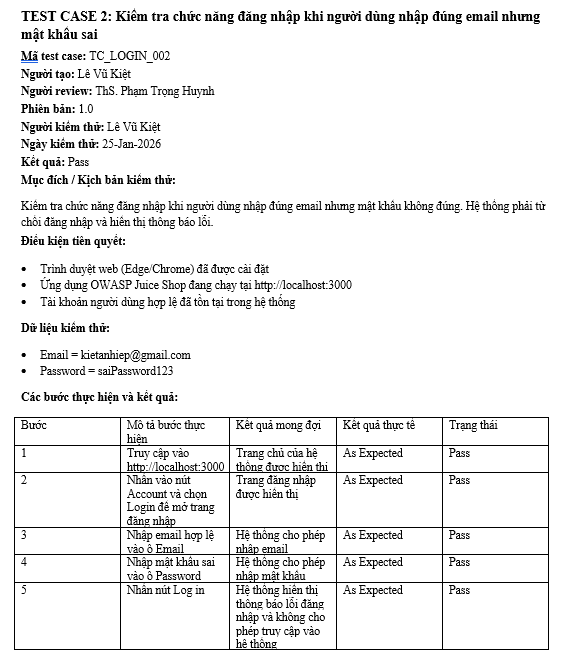 TEST CASE 2: Kiểm tra chức năng đăng nhập khi người dùng nhập đúng email nhưng
mật khẩu sai
Mã test case: TC_LOGIN_002
Người tạo: Lê Vũ Kiệt
Người review: ThS. Phạm Trọng Huynh
Phiên bản: 1.0
Người kiểm thử: Lê Vũ Kiệt
Ngày kiểm thử: 25-Jan-2026
Kết quả: Pass
Mục đích / Kịch bản kiểm thử:
Kiểm tra chức năng đăng nhập khi người dùng nhập đúng email nhưng mật khẩu không đúng. Hệ thống phải từ
chối đăng nhập và hiển thị thông báo lỗi.
Điều kiện tiên quyết:
• Trình duyệt web (Edge/Chrome) đã được cài đặt
• Ứng dụng OWASP Juice Shop đang chạy tại http://localhost:3000
• Tài khoản người dùng hợp lệ đã tồn tại trong hệ thống
Dữ liệu kiểm thử:
• Email = kietanhiep@gmail.com
• Password = saiPassword123
Các bước thực hiện và kết quả:
Bước
Mô tả bước thực
hiện
Kết quả mong đợi
Kết quả thực tế
Trạng thái
1
Truy cập vào
http://localhost:3000
Trang chủ của hệ
thống được hiển thị
As Expected
Pass
2
Nhấn vào nút
Account và chọn
Login để mở trang
đăng nhập
Trang đăng nhập
được hiển thị
As Expected
Pass
3
Nhập email hợp lệ
vào ô Email
Hệ thống cho phép
nhập email
As Expected
Pass
4
Nhập mật khẩu sai
vào ô Password
Hệ thống cho phép
nhập mật khẩu
As Expected
Pass
5
Nhấn nút Log in
Hệ thống hiển thị
thông báo lỗi đăng
nhập và không cho
phép truy cập vào
hệ thống
As Expected
Pass